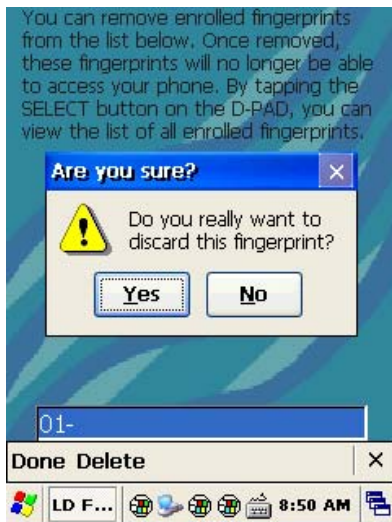 You can remove enrolled fingerprints
from the list below. Once removed,
these fingerprints will no longer be able
to access your phone. By tapping the
SELECT button on the D-PAD, you can
view the list of all enrolled fingerprints.
Are you sure?
Do you really want to
discard this fingerprint?
Yes No
01-
Done Delete
LD F... 8:50 AM